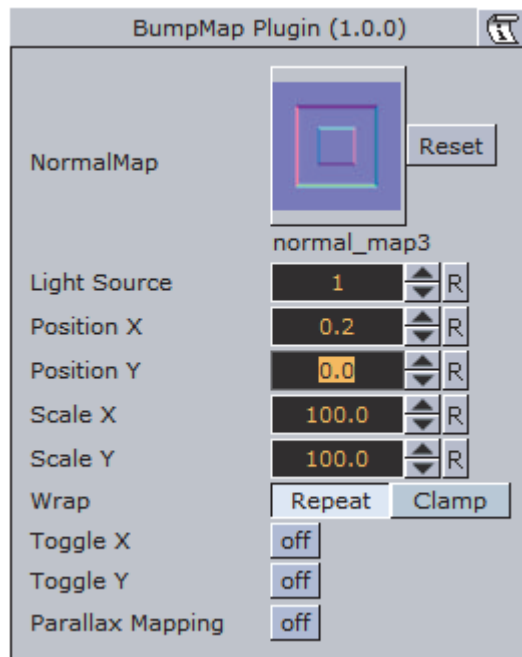 BumpMap Plugin (1.0.0)
NormalMap
Reset
normal_map3
Light Source 1 R
Position X 0.2 R
Position Y 0.0 R
Scale X 100.0 R
Scale Y 100.0 R
Wrap Repeat Clamp
Toggle X off
Toggle Y off
Parallax Mapping off